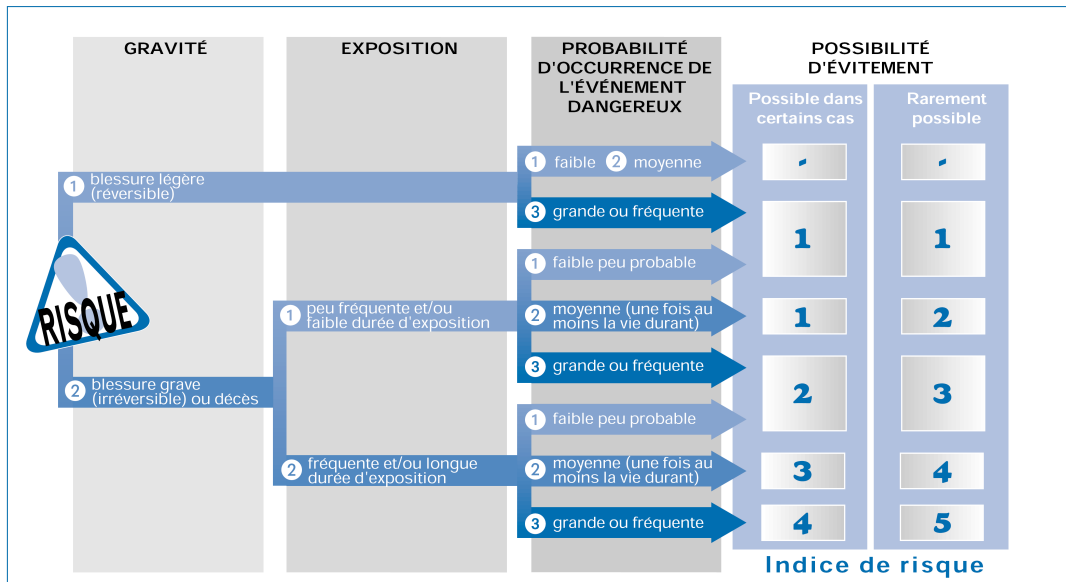 GRAVITÉ
EXPOSITION
PROBABILITÉ
D'OCCURRENCE DE
L'ÉVÉNEMENT
DANGEREUX
POSSIBILITÉ
D'ÉVITEMENT
Possible dans
certains cas
Rarement
possible
1 faible 2 moyenne
-
-
1 blessure légère
(réversible)
3 grande ou fréquente
1
1
1 faible peu probable
RISQUE
1 peu fréquente et/ou
faible durée d'exposition
2 moyenne (une fois au
moins la vie durant)
1
2
3 grande ou fréquente
2 blessure grave
(irréversible) ou décès
2
3
1 faible peu probable
2 fréquente et/ou longue
durée d'exposition
2 moyenne (une fois au
moins la vie durant)
3
4
3 grande ou fréquente
4
5
Indice de risque